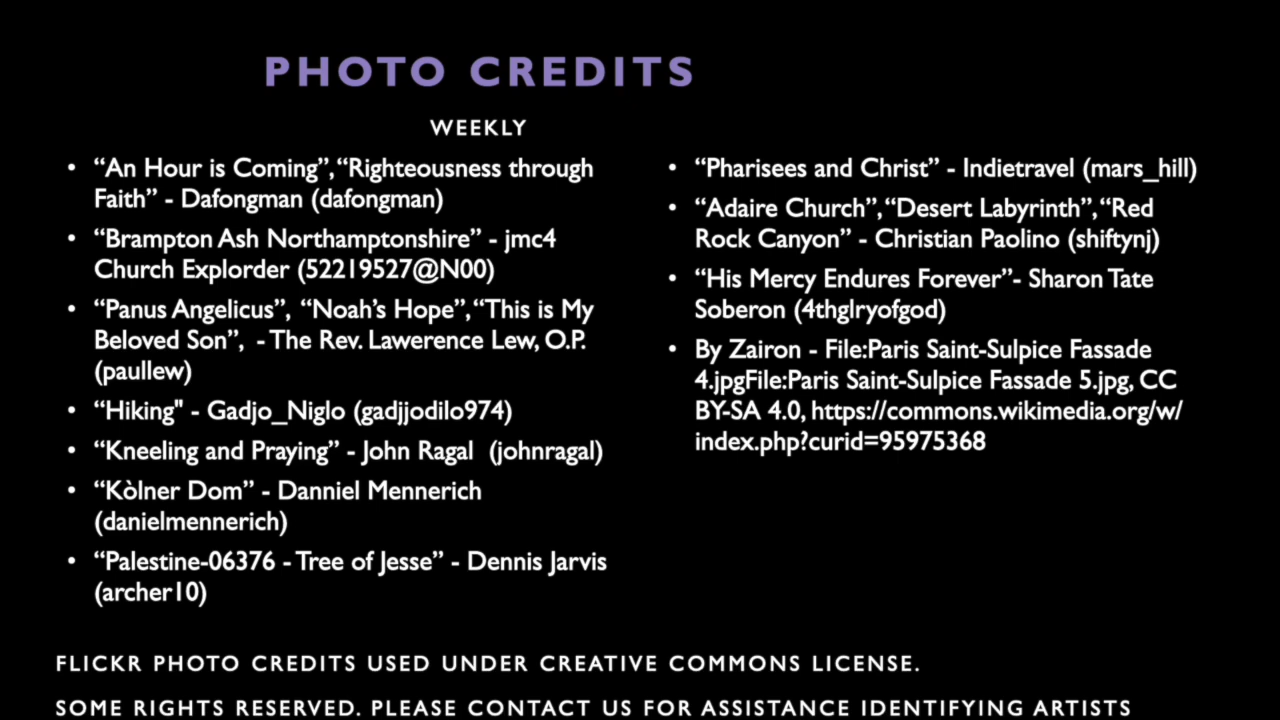 PHOTO CREDITS
WEEKLY
• “An Hour is Coming”,“Righteousness through
Faith” - Dafongman (dafongman)
• “Brampton Ash Northamptonshire” - jmc4
Church Explorder (52219527@N00)
• “Panus Angelicus”, “Noah’s Hope”,“This is My
Beloved Son”, - The Rev. Lawerence Lew, O.P.
(paullew)
• “Hiking" - Gadjo_Niglo (gadjjodilo974)
• “Kneeling and Praying” - John Ragal (johnragal)
• “Kòlner Dom” - Danniel Mennerich
(danielmennerich)
• “Palestine-06376 - Tree of Jesse” - Dennis Jarvis
(archer10)
• “Pharisees and Christ” - Indietravel (mars_hill)
• “Adaire Church”,“Desert Labyrinth”,“Red
Rock Canyon” - Christian Paolino (shiftynj)
• “His Mercy Endures Forever”- Sharon Tate
Soberon (4thglryofgod)
• By Zairon - File:Paris Saint-Sulpice Fassade
4.jpgFile:Paris Saint-Sulpice Fassade 5.jpg, CC
BY-SA 4.0, https://commons.wikimedia.org/w/
index.php?curid=95975368
FLICKR PHOTO CREDITS USED UNDER CREATIVE COMMONS LICENSE.
SOME RIGHTS RESERVED. PLEASE CONTACT US FOR ASSISTANCE IDENTIFYING ARTISTS